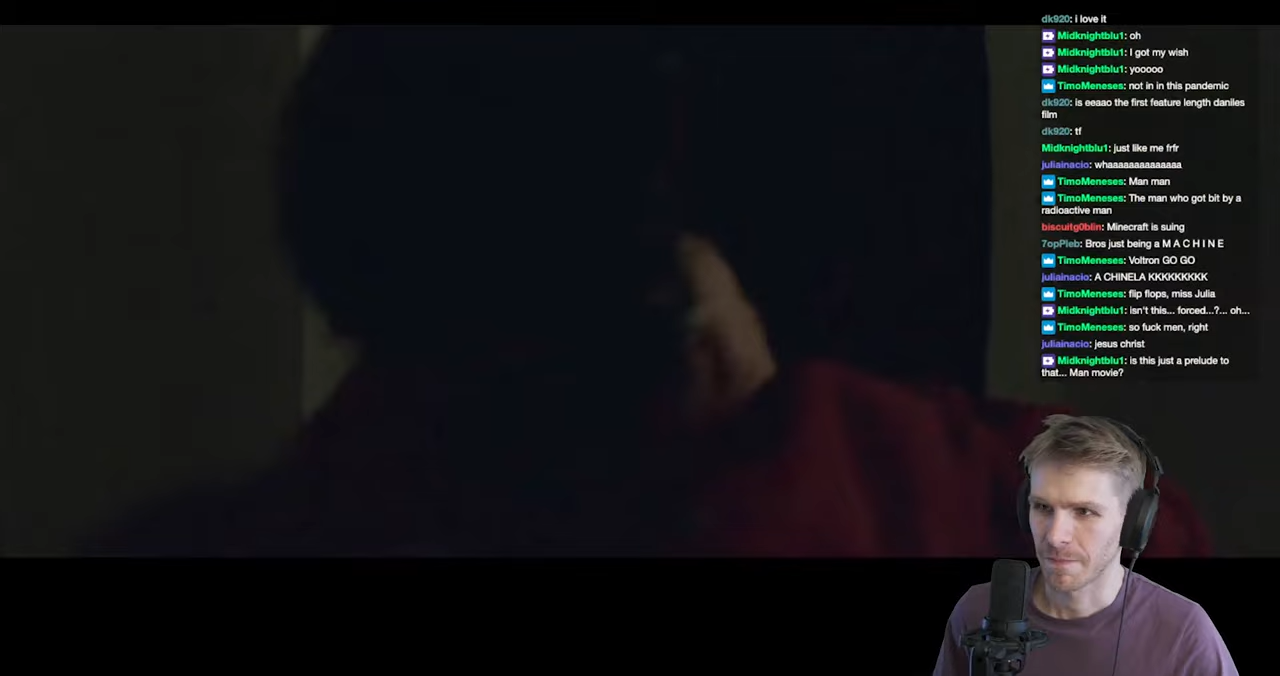 dk920: i love it
Midknightblu1: oh
Midknightblu1: I got my wish
Midknightblu1: yooooo
TimoMeneses: not in in this pandemic
dk920: is eeaao the first feature length daniles
film
dk920: tf
Midknightblu1: just like me frfr
juliainacio: whaaaaaaaaaaaaa
TimoMeneses: Man man
TimoMeneses: The man who got bit by a
radioactive man
biscuitg0blin: Minecraft is suing
7opPleb: Bros just being a M A C H I N E
TimoMeneses: Voltron GO GO
juliainacio: A CHINELA KKKKKKKKK
TimoMeneses: flip flops, miss Julia
Midknightblu1: isn't this... forced...?... oh...
TimoMeneses: so fuck men, right
juliainacio: jesus christ
Midknightblu1: is this just a prelude to
that... Man movie?